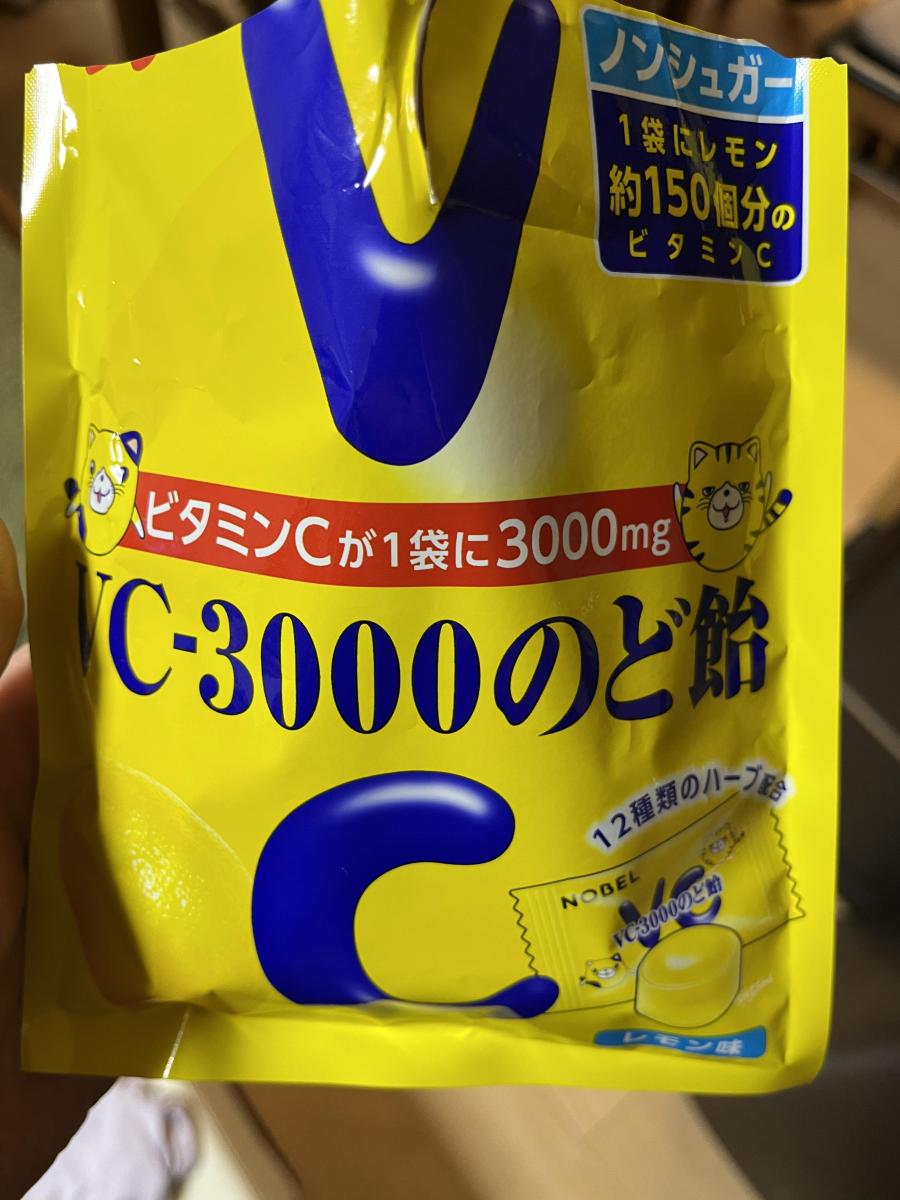 V
ノンシュガー
1袋にレモン
約150個分の
ビタミンC
ビタミンCが1袋に3000mg
VC-3000のど飴
C
12種類のハーブ配合
NOBEL
VC
VC-3000のど飴
レモン味